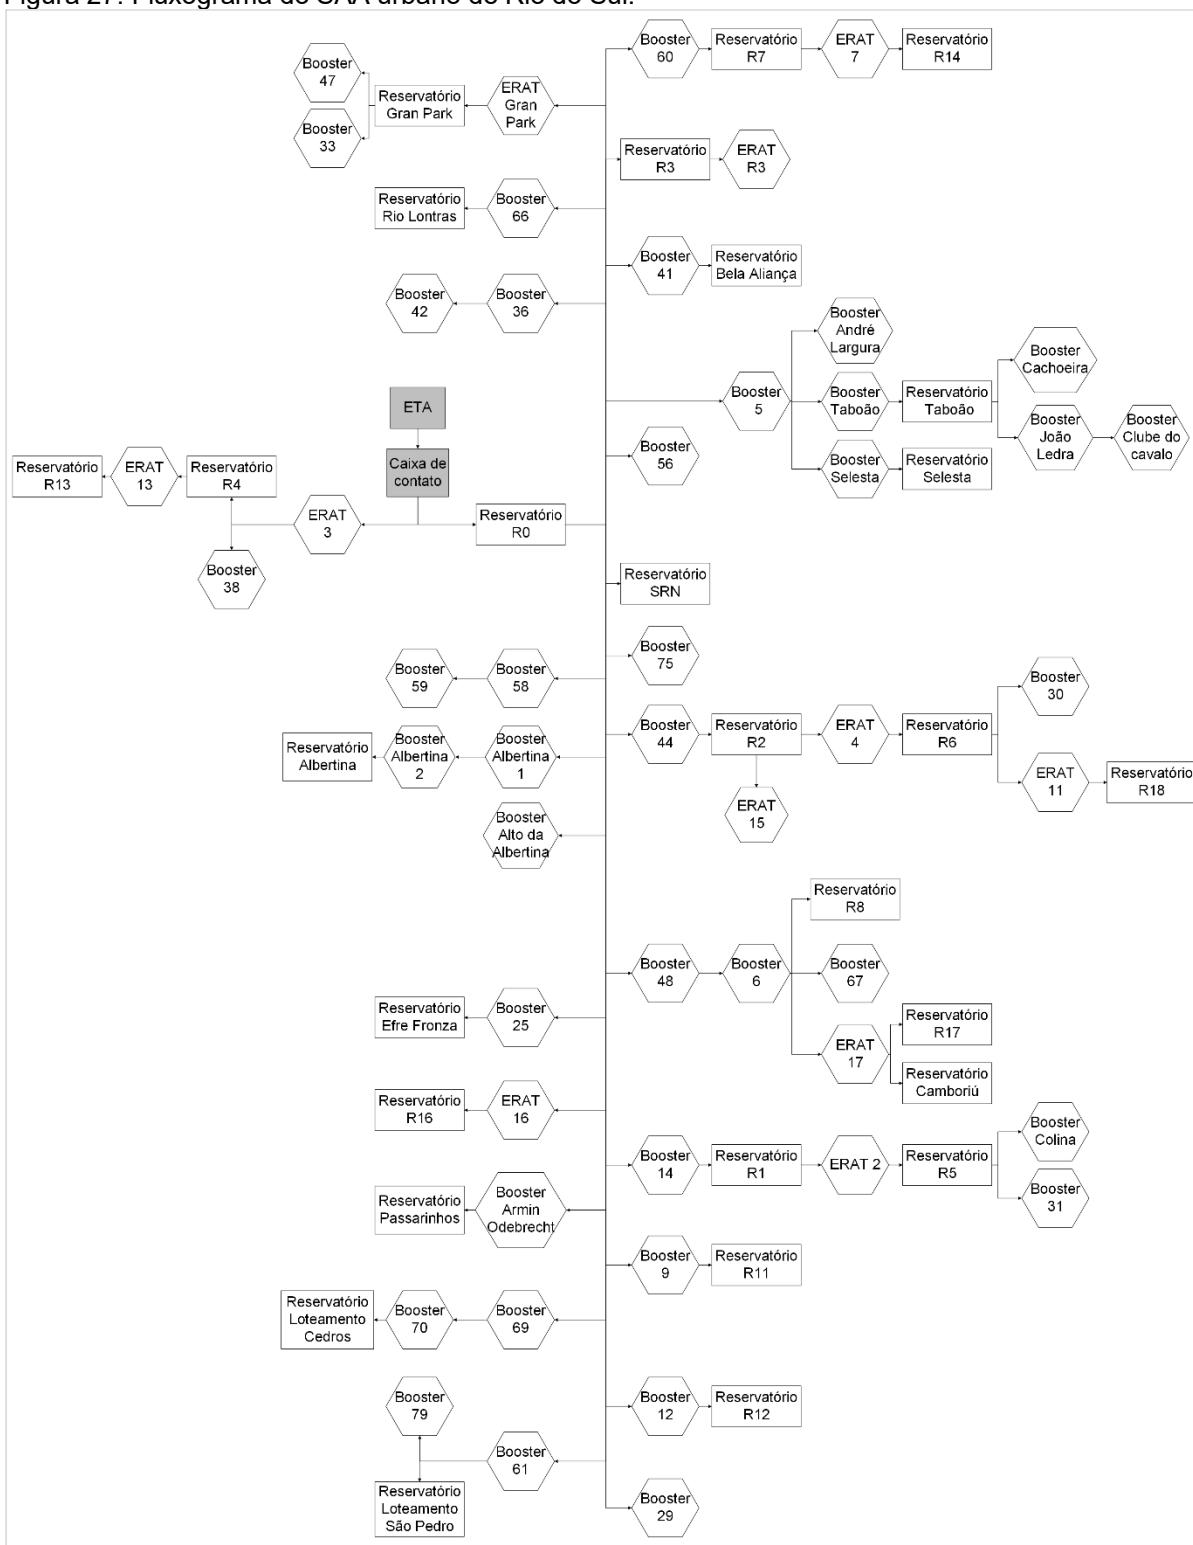 Figura 27: Fluxograma do SAA urbano de Rio do Sul.
Booster
60
Reservatório
R7
ERAT
7
Reservatório
R14
Booster
47
Reservatório
Gran Park
ERAT
Gran
Park
Booster
33
Reservatório
R3
ERAT
R3
Reservatório
Rio Lontras
Booster
66
Booster
41
Reservatório
Bela Aliança
Booster
42
Booster
36
Booster
André
Largura
Booster
Cachoeira
Booster
5
Booster
Taboão
Reservatório
Taboão
Booster
João
Ledra
Booster
Clube do
cavalo
Booster
Selesta
Reservatório
Selesta
ETA
Booster
56
Caixa de
contato
Reservatório
R13
ERAT
13
Reservatório
R4
ERAT
3
Reservatório
R0
Booster
38
Reservatório
SRN
Booster
59
Booster
58
Booster
75
Booster
30
Booster
44
Reservatório
R2
ERAT
4
Reservatório
R6
Reservatório
Albertina
Booster
Albertina
2
Booster
Albertina
1
ERAT
11
Reservatório
R18
ERAT
15
Booster
Alto da
Albertina
Reservatório
R8
Booster
48
Booster
6
Booster
67
Reservatório
Efre Fronza
Booster
25
ERAT
17
Reservatório
R17
Reservatório
Camboriú
Reservatório
R16
ERAT
16
Booster
Colina
Booster
14
Reservatório
R1
ERAT 2
Reservatório
R5
Booster
31
Reservatório
Passarinhos
Booster
Armin
Odebrecht
Booster
9
Reservatório
R11
Reservatório
Loteamento
Cedros
Booster
70
Booster
69
Booster
79
Booster
12
Reservatório
R12
Booster
61
Reservatório
Loteamento
São Pedro
Booster
29